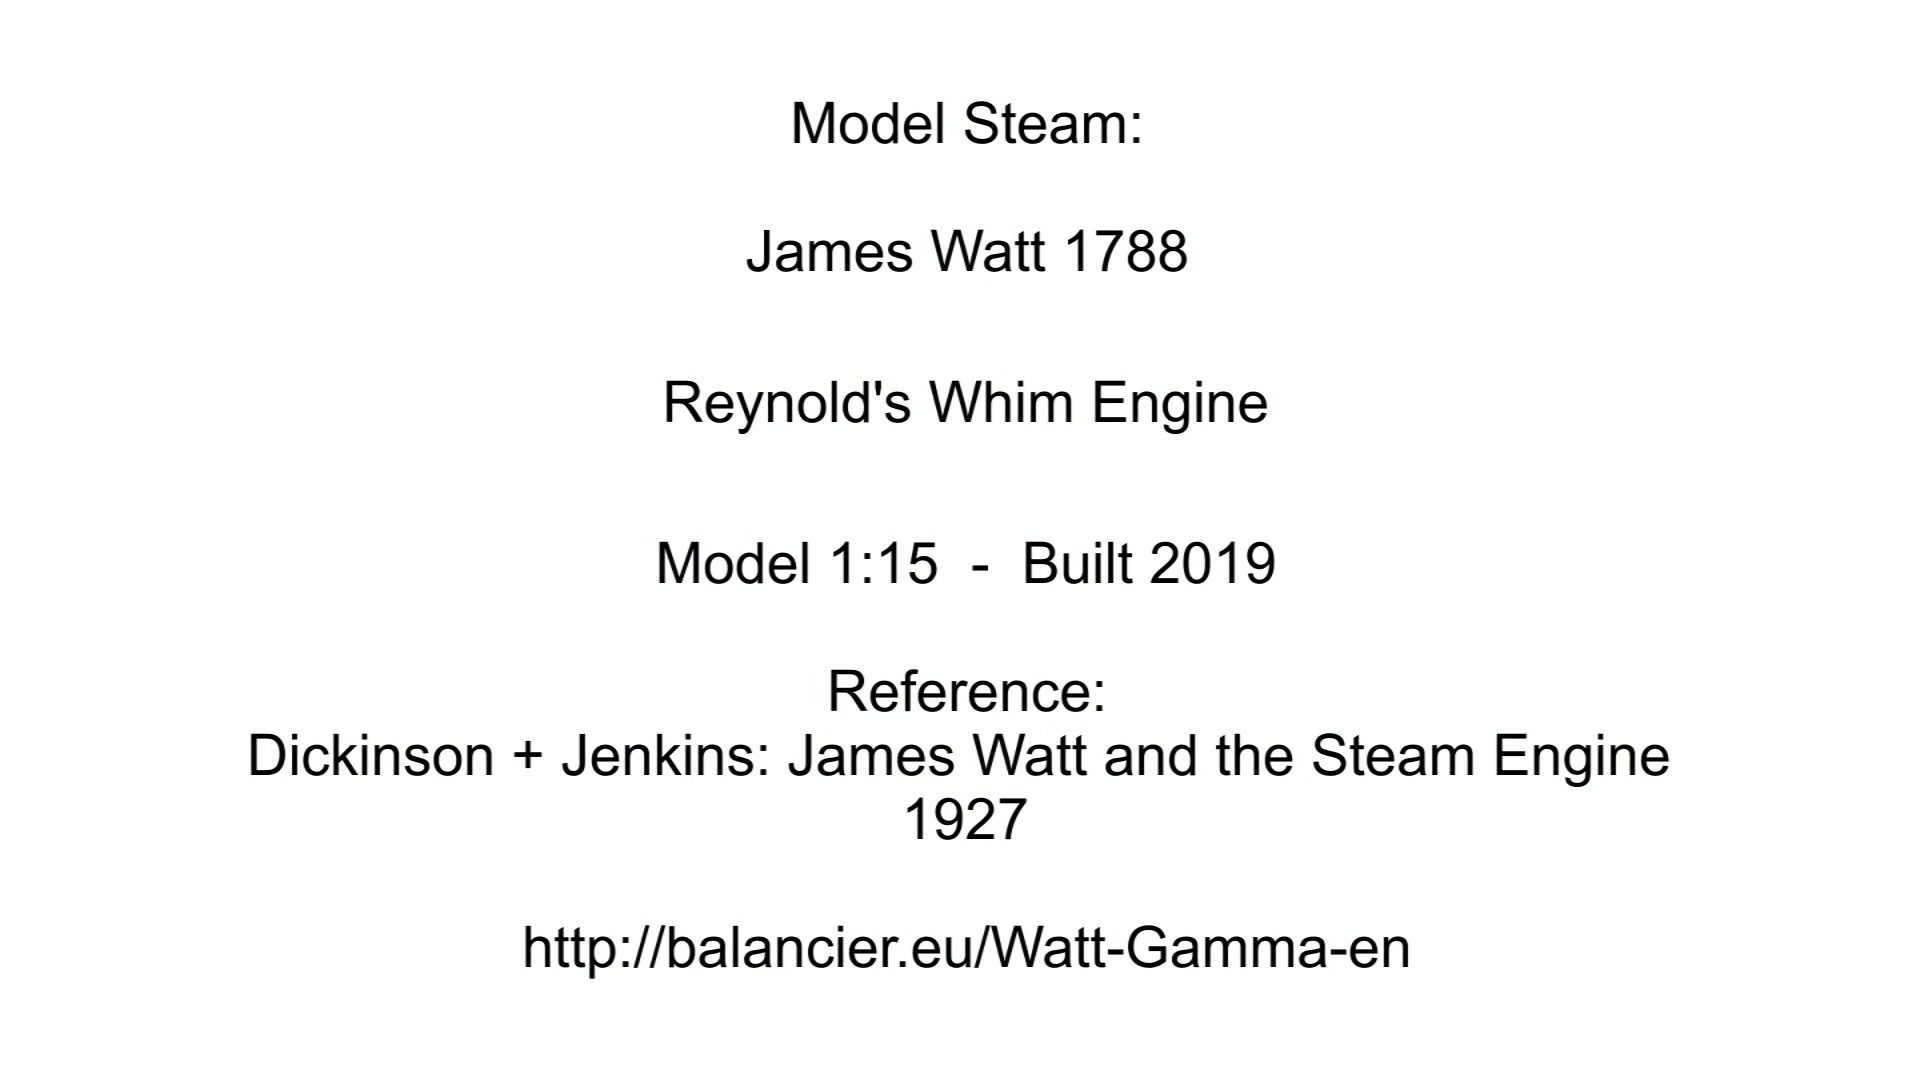 Model Steam:
James Watt 1788
Reynold's Whim Engine
Model 1:15  -  Built 2019
Reference:
Dickinson + Jenkins: James Watt and the Steam Engine
1927
http://balancier.eu/Watt-Gamma-en